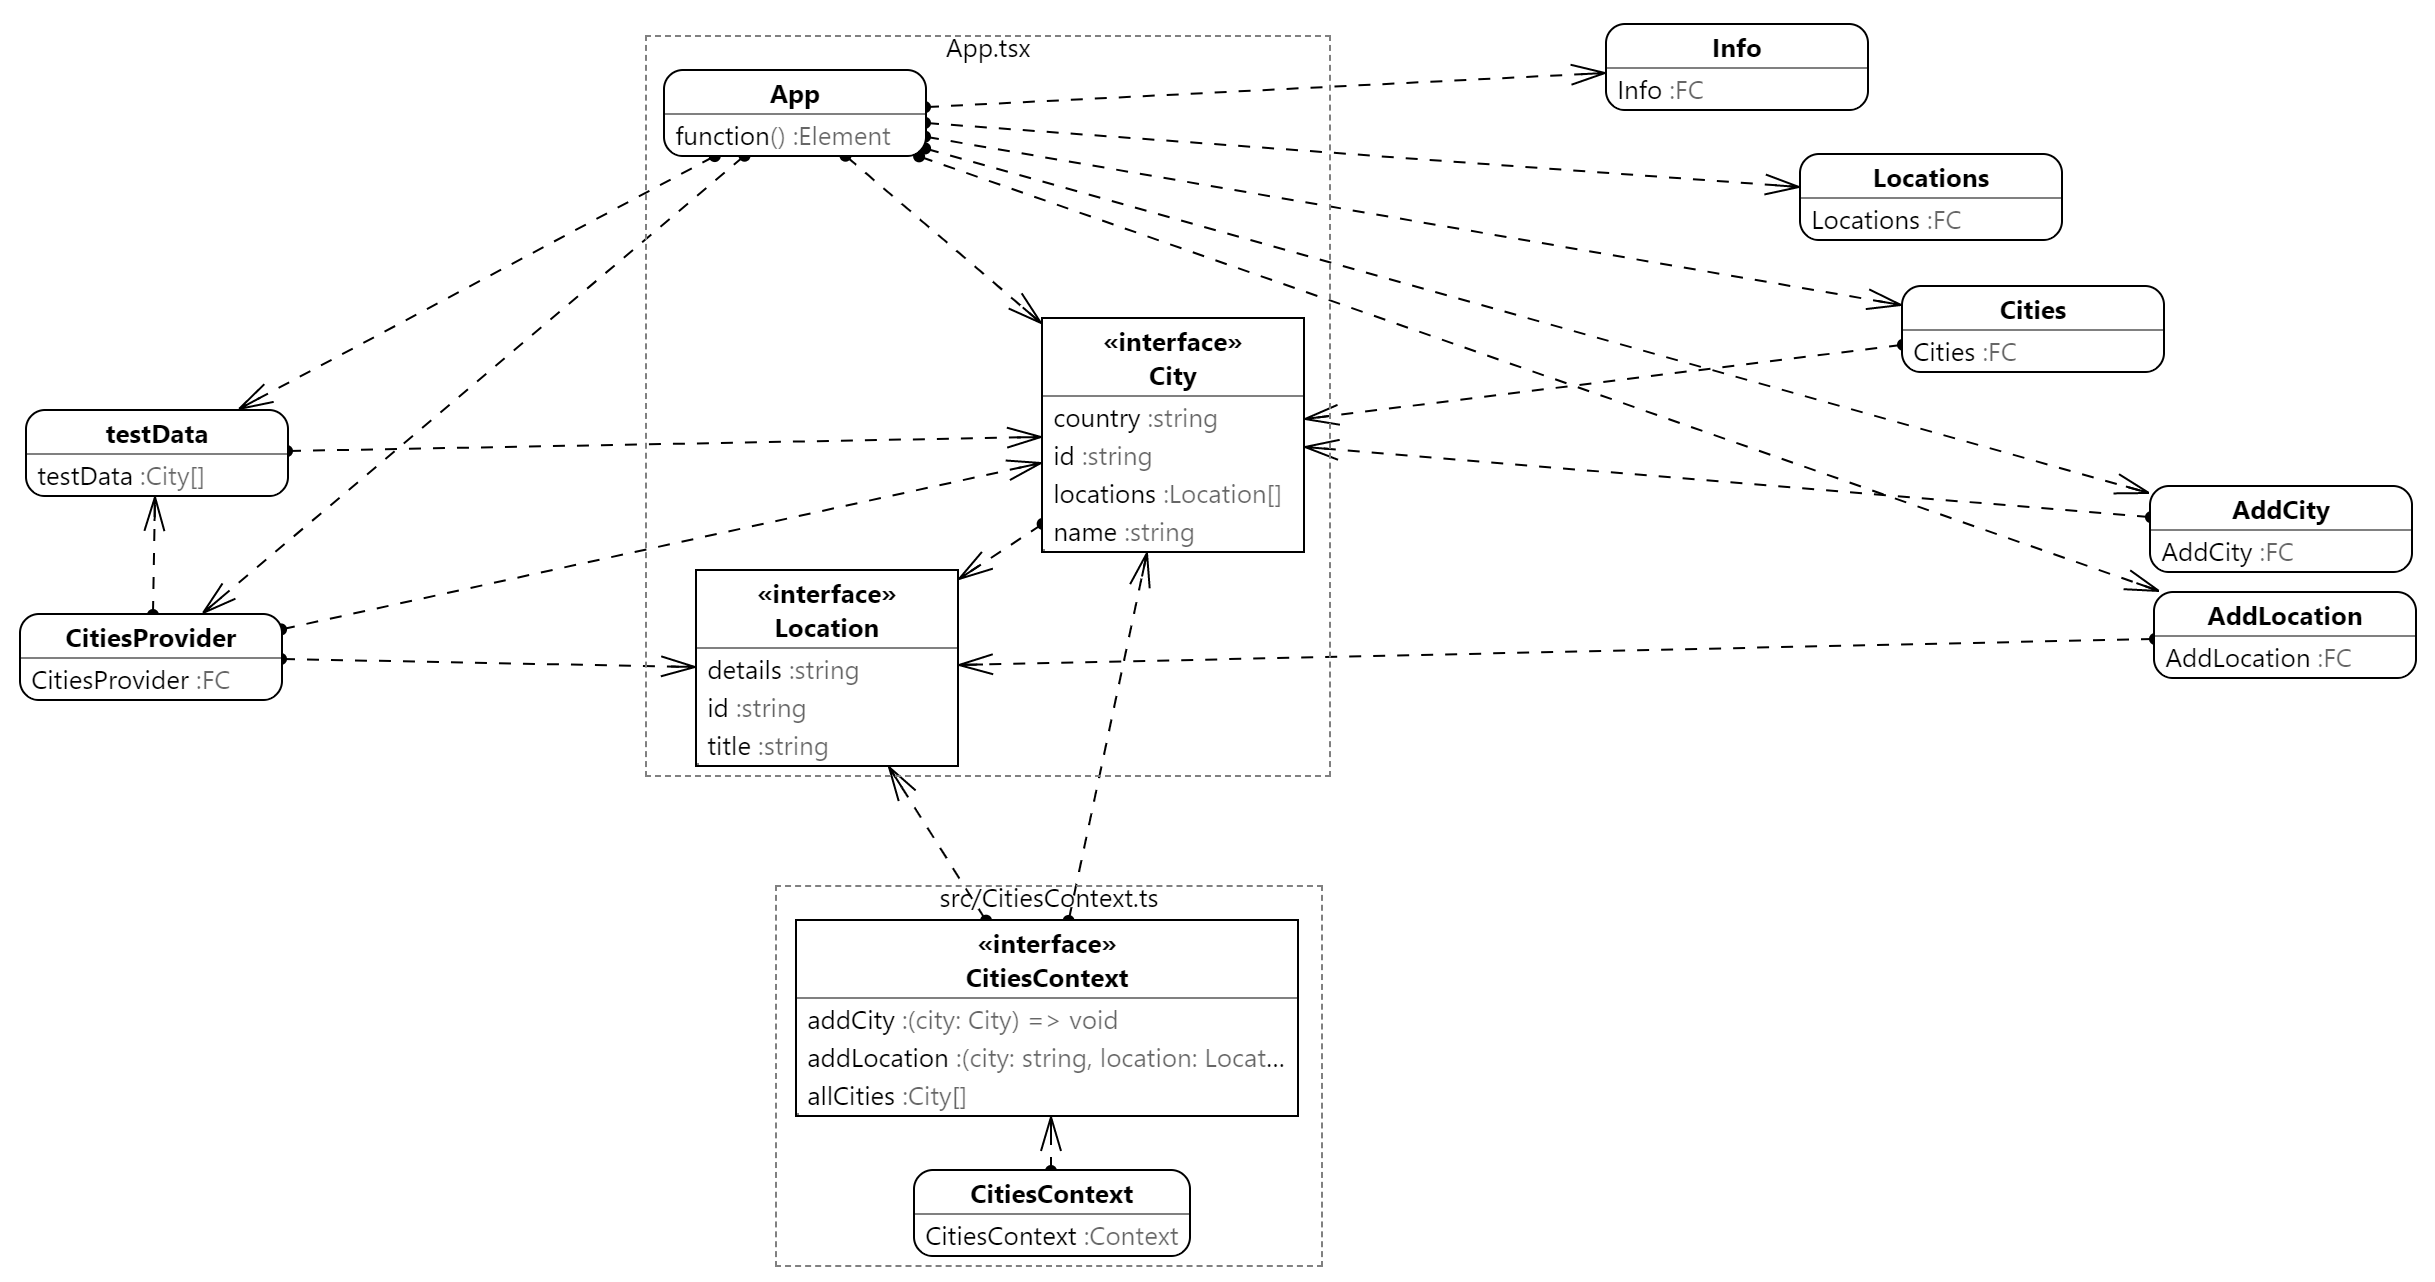 App.tsx
App
function() :Element
Info
Info :FC
Locations
Locations :FC
Cities
Cities :FC
«interface»
City
country :string
id :string
locations :Location[]
name :string
testData
testData :City[]
AddCity
AddCity :FC
CitiesProvider
CitiesProvider :FC
«interface»
Location
details :string
id :string
title :string
AddLocation
AddLocation :FC
src/CitiesContext.ts
«interface»
CitiesContext
addCity :(city: City) => void
addLocation :(city: string, location: Locat...
allCities :City[]
CitiesContext
CitiesContext :Context